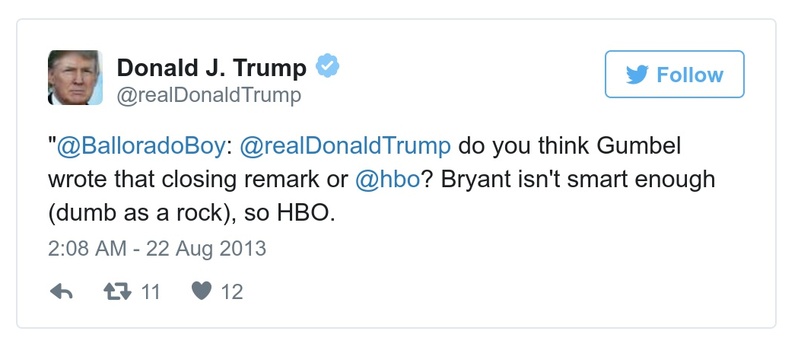 Donald J. Trump
@realDonaldTrump
Follow
"@BalloradoBoy: @realDonaldTrump do you think Gumbel
wrote that closing remark or @hbo? Bryant isn't smart enough
(dumb as a rock), so HBO.
2:08 AM - 22 Aug 2013
11
12